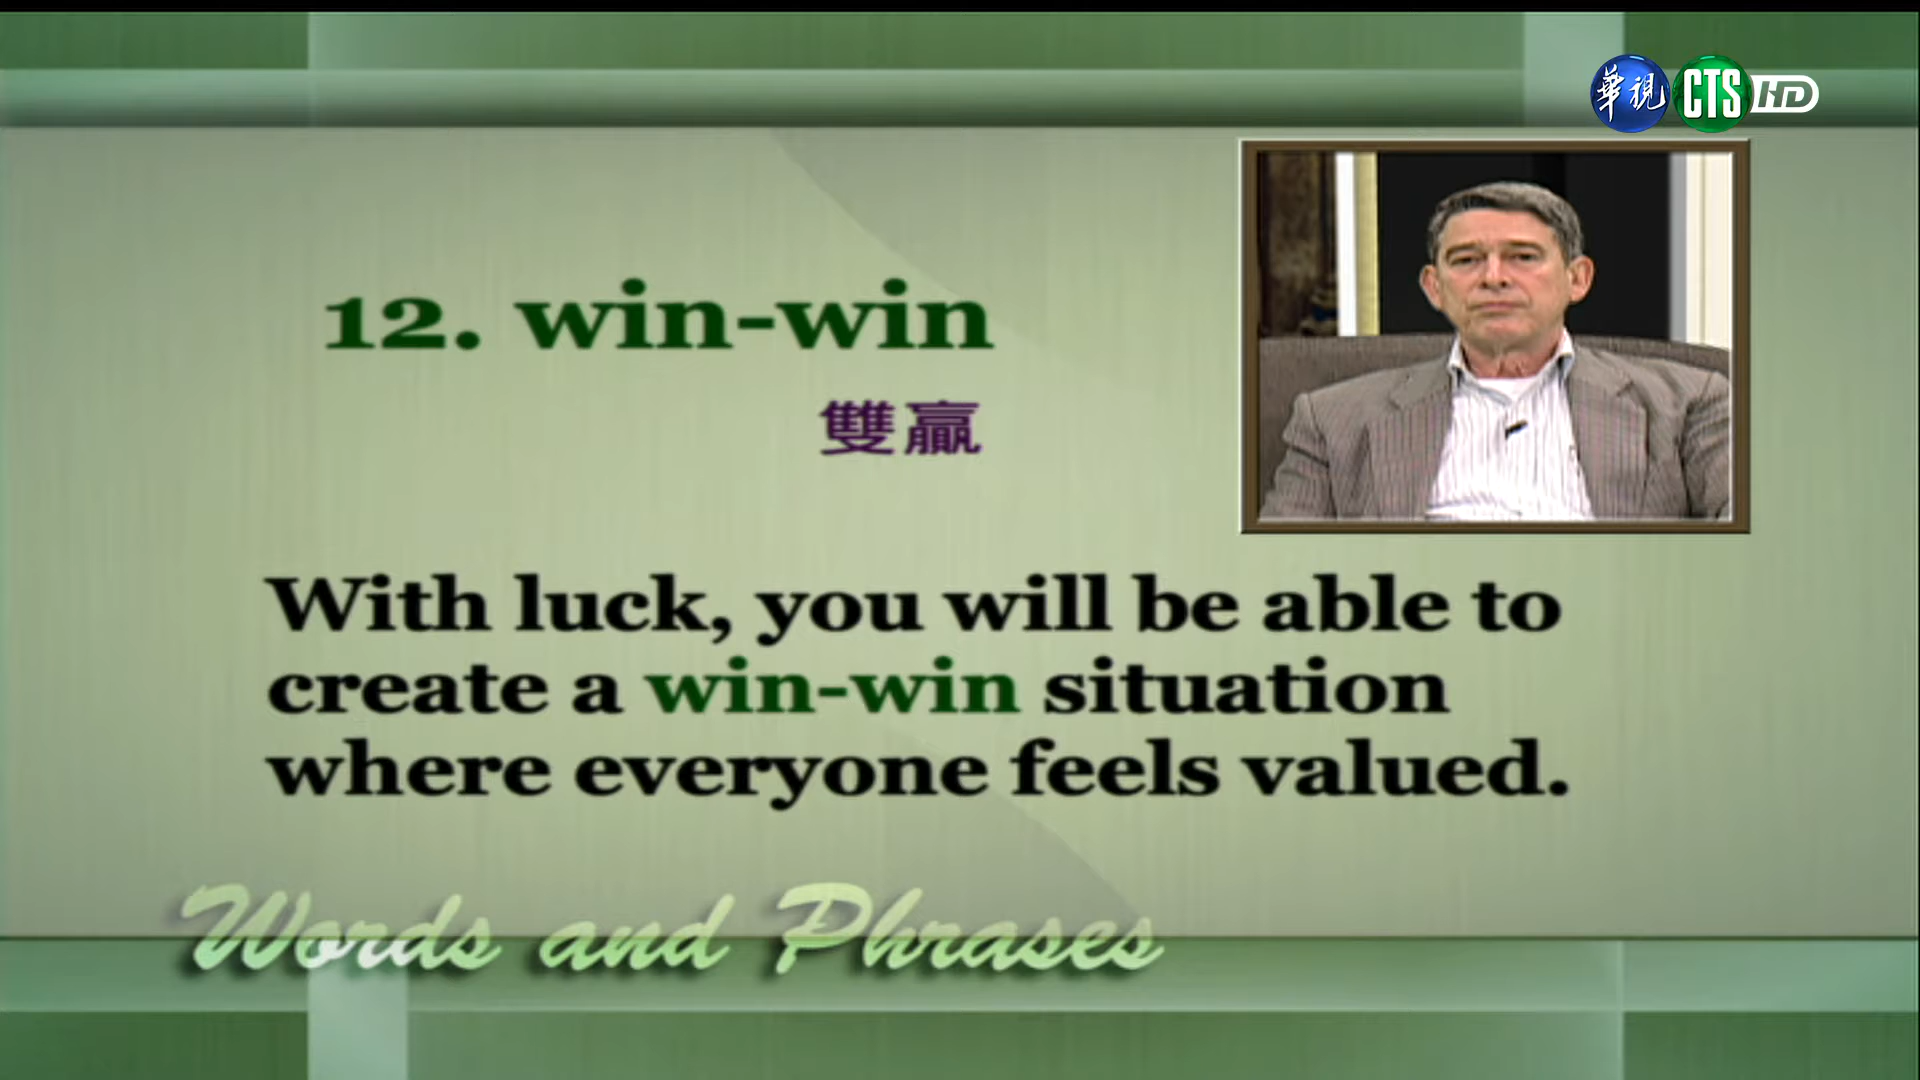 華視 CTS HD
12. win-win
雙贏
With luck, you will be able to
create a win-win situation
where everyone feels valued.
Words and Phrases